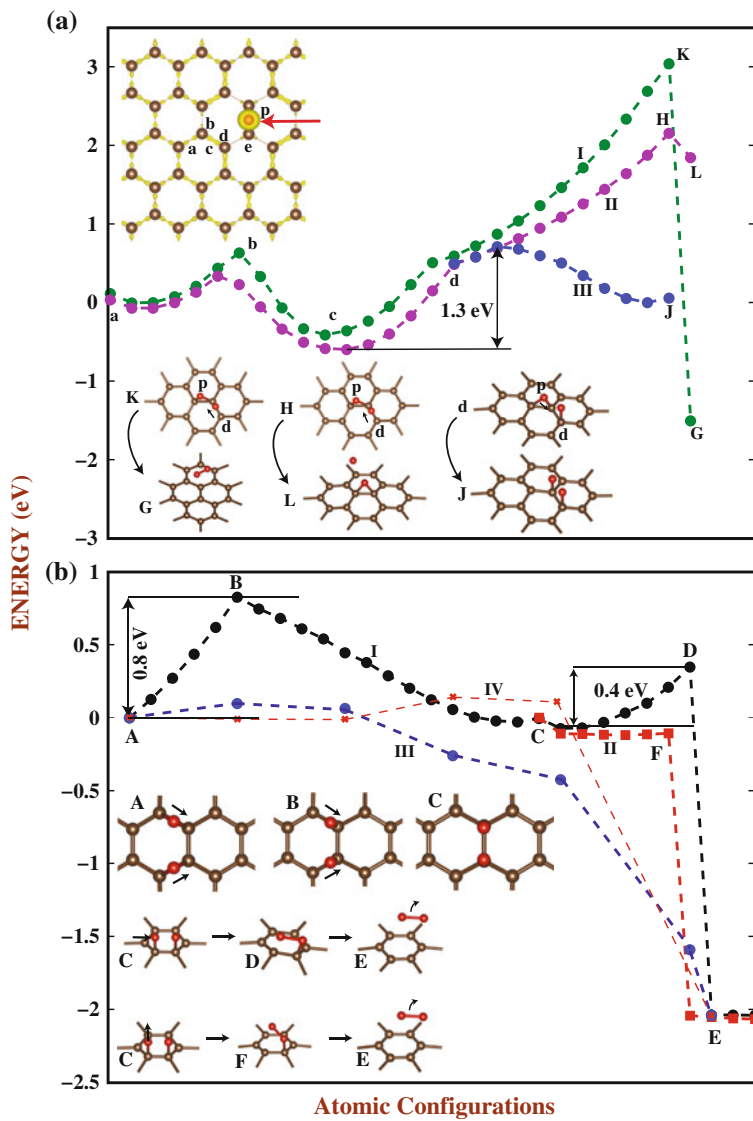 (a)
3
2
1
0
−1
−2
−3
ENERGY (eV)
p
b
d
a
c
e
K
H
I
L
II
b
a
c
d
III
1.3 eV
J
G
K
p
d
G
H
p
d
L
d
p
d
J
(b)
1
0.5
0
−0.5
−1
−1.5
−2
−2.5
B
0.8 eV
I
D
IV
0.4 eV
A
C
III
II
F
A
B
C
C
D
E
E
C
F
E
Atomic Configurations